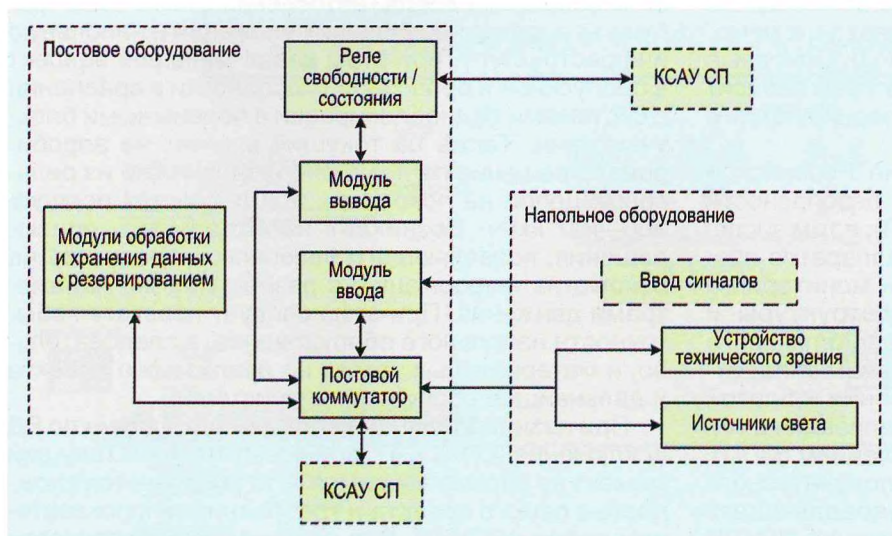 Постовое оборудование
Реле
свободности /
состояния
КСАУ СП
Модуль
вывода
Модули обработки
и хранения данных
с резервированием
Модуль
ввода
Постовой
коммутатор
КСАУ СП
Напольное оборудование
Ввод сигналов
Устройство
технического зрения
Источники света